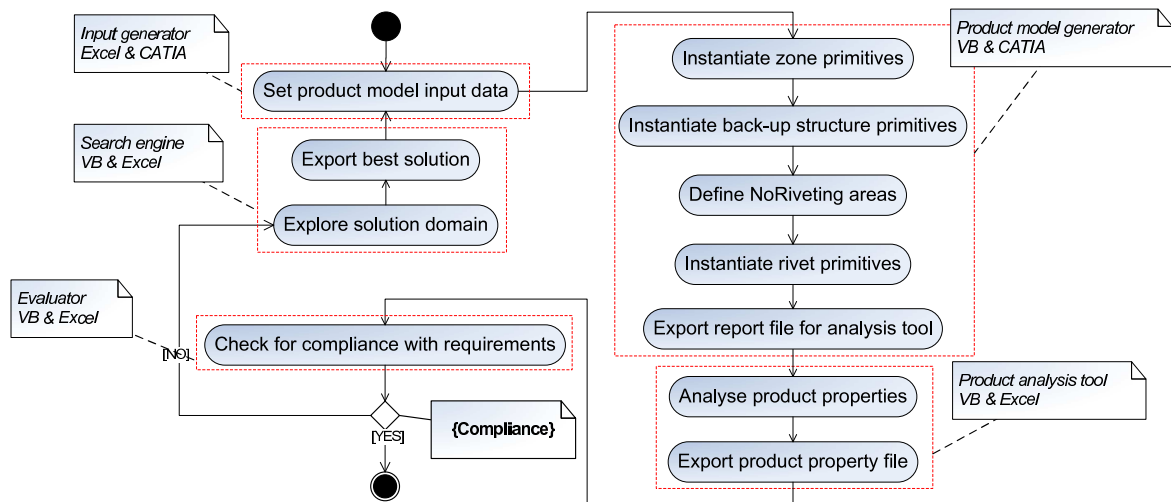 Input generator
Excel & CATIA
Set product model input data
Search engine
VB & Excel
Export best solution
Explore solution domain
Evaluator
VB & Excel
[NO]
Check for compliance with requirements
{Compliance}
[YES]
Instantiate zone primitives
Product model generator
VB & CATIA
Instantiate back-up structure primitives
Define NoRiveting areas
Instantiate rivet primitives
Export report file for analysis tool
Analyse product properties
Product analysis tool
VB & Excel
Export product property file